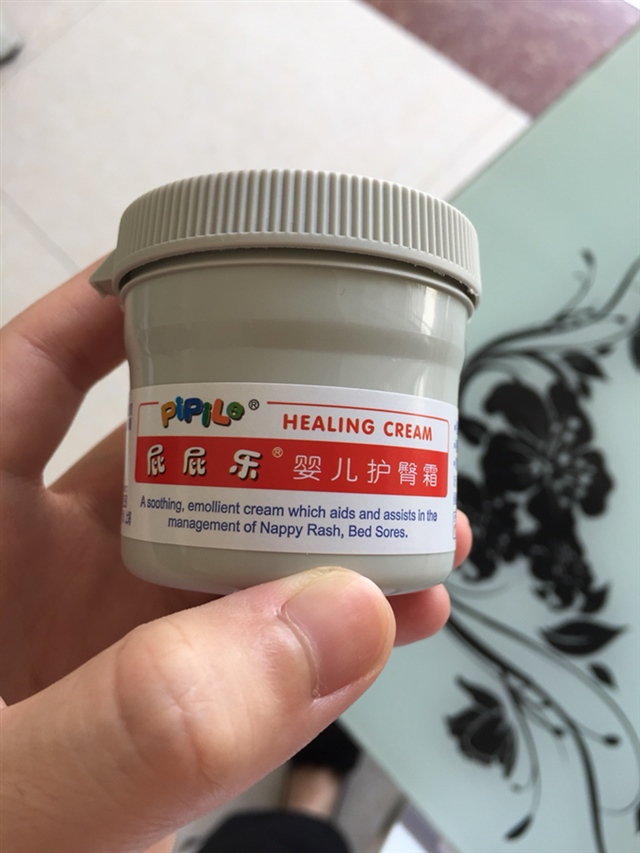 PiPiLe®
HEALING CREAM
屁屁乐® 婴儿护臀霜
A soothing, emollient cream which aids and assists in the
management of Nappy Rash, Bed Sores.